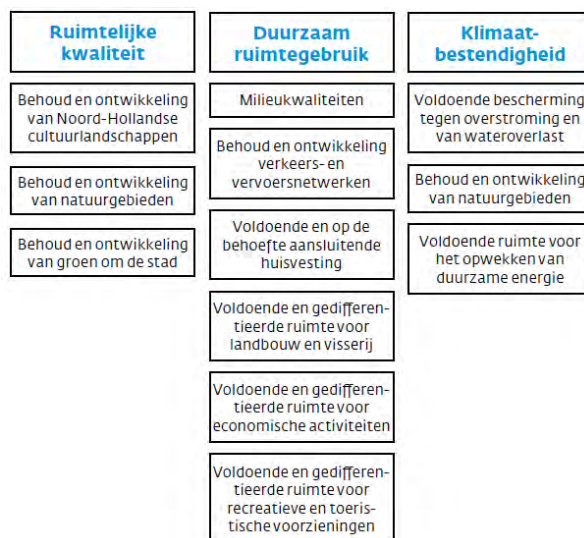 Ruimtelijke
kwaliteit
Behoud en ontwikkeling
van Noord-Hollandse
cultuurlandschappen
Behoud en ontwikkeling
van natuurgebieden
Behoud en ontwikkeling
van groen om de stad
Duurzaam
ruimtegebruik
Milieukwaliteiten
Behoud en ontwikkeling
verkeers- en
vervoersnetwerken
Voldoende en op de
behoefte aansluitende
huisvesting
Voldoende en gedifferen-
tieerde ruimte voor
landbouw en visserij
Voldoende en gedifferen-
tieerde ruimte voor
economische activiteiten
Voldoende en gedifferen-
tieerde ruimte voor
recreatieve en toeris-
tische voorzieningen
Klimaat-
bestendigheid
Voldoende bescherming
tegen overstroming en
van wateroverlast
Behoud en ontwikkeling
van natuurgebieden
Voldoende ruimte voor
het opwekken van
duurzame energie